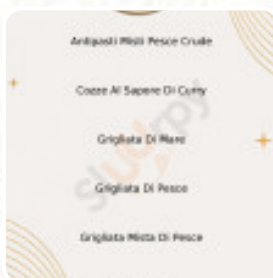 Antipasti Misti Pesce Crudo
Cozze Al Sapore Di Curry
Grigliata Di Mare
Grigliata Di Pesce
Grigliata Mista Di Pesce
Sluurpy